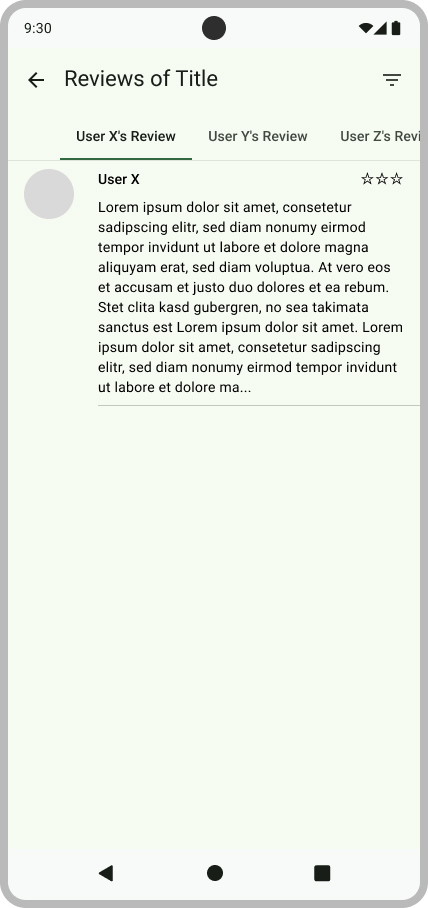 9:30
Reviews of Title
User X's Review User Y's Review User Z's Revi
User X ☆☆☆
Lorem ipsum dolor sit amet, consetetur
sadipscing elitr, sed diam nonumy eirmod
tempor invidunt ut labore et dolore magna
aliquyam erat, sed diam voluptua. At vero eos
et accusam et justo duo dolores et ea rebum.
Stet clita kasd gubergren, no sea takimata
sanctus est Lorem ipsum dolor sit amet. Lorem
ipsum dolor sit amet, consetetur sadipscing
elitr, sed diam nonumy eirmod tempor invidunt
ut labore et dolore ma...